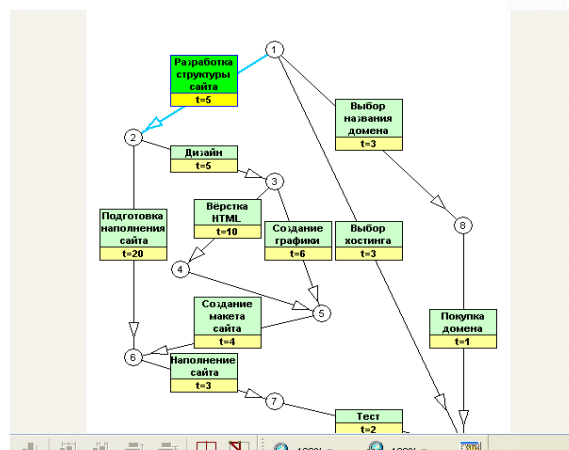 1
Разработка
структуры
сайта
t=5
Выбор
названия
домена
t=3
2
Дизайн
t=5
3
Вёрстка
HTML
t=10
Подготовка
наполнения
сайта
t=20
Создание
графики
t=6
Выбор
хостинга
t=3
8
4
Создание
макета
сайта
t=4
5
Покупка
домена
t=1
6
Наполнение
сайта
t=3
7
Тест
t=2